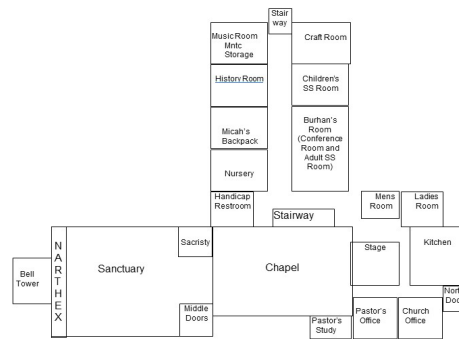 Stair
way
Music Room
Mntc
Storage
Craft Room
History Room
Children's
SS Room
Micah's
Backpack
Burhan's
Room
(Conference
Room and
Adult SS
Room)
Nursery
Handicap
Restroom
Mens
Room
Ladies
Room
Stairway
NARTHEX
Sacristy
Stage
Kitchen
Bell
Tower
Sanctuary
Chapel
Middle
Doors
Pastor's
Study
Pastor's
Office
Church
Office